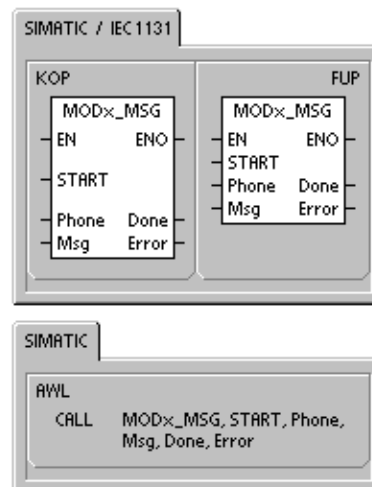 SIMATIC / IEC1131
KOP
FUP
MODx_MSG
EN ENO
START
Phone Done
Msg Error
MODx_MSG
EN ENO
START
Phone Done
Msg Error
SIMATIC
AWL
CALL MODx_MSG, START, Phone,
Msg, Done, Error